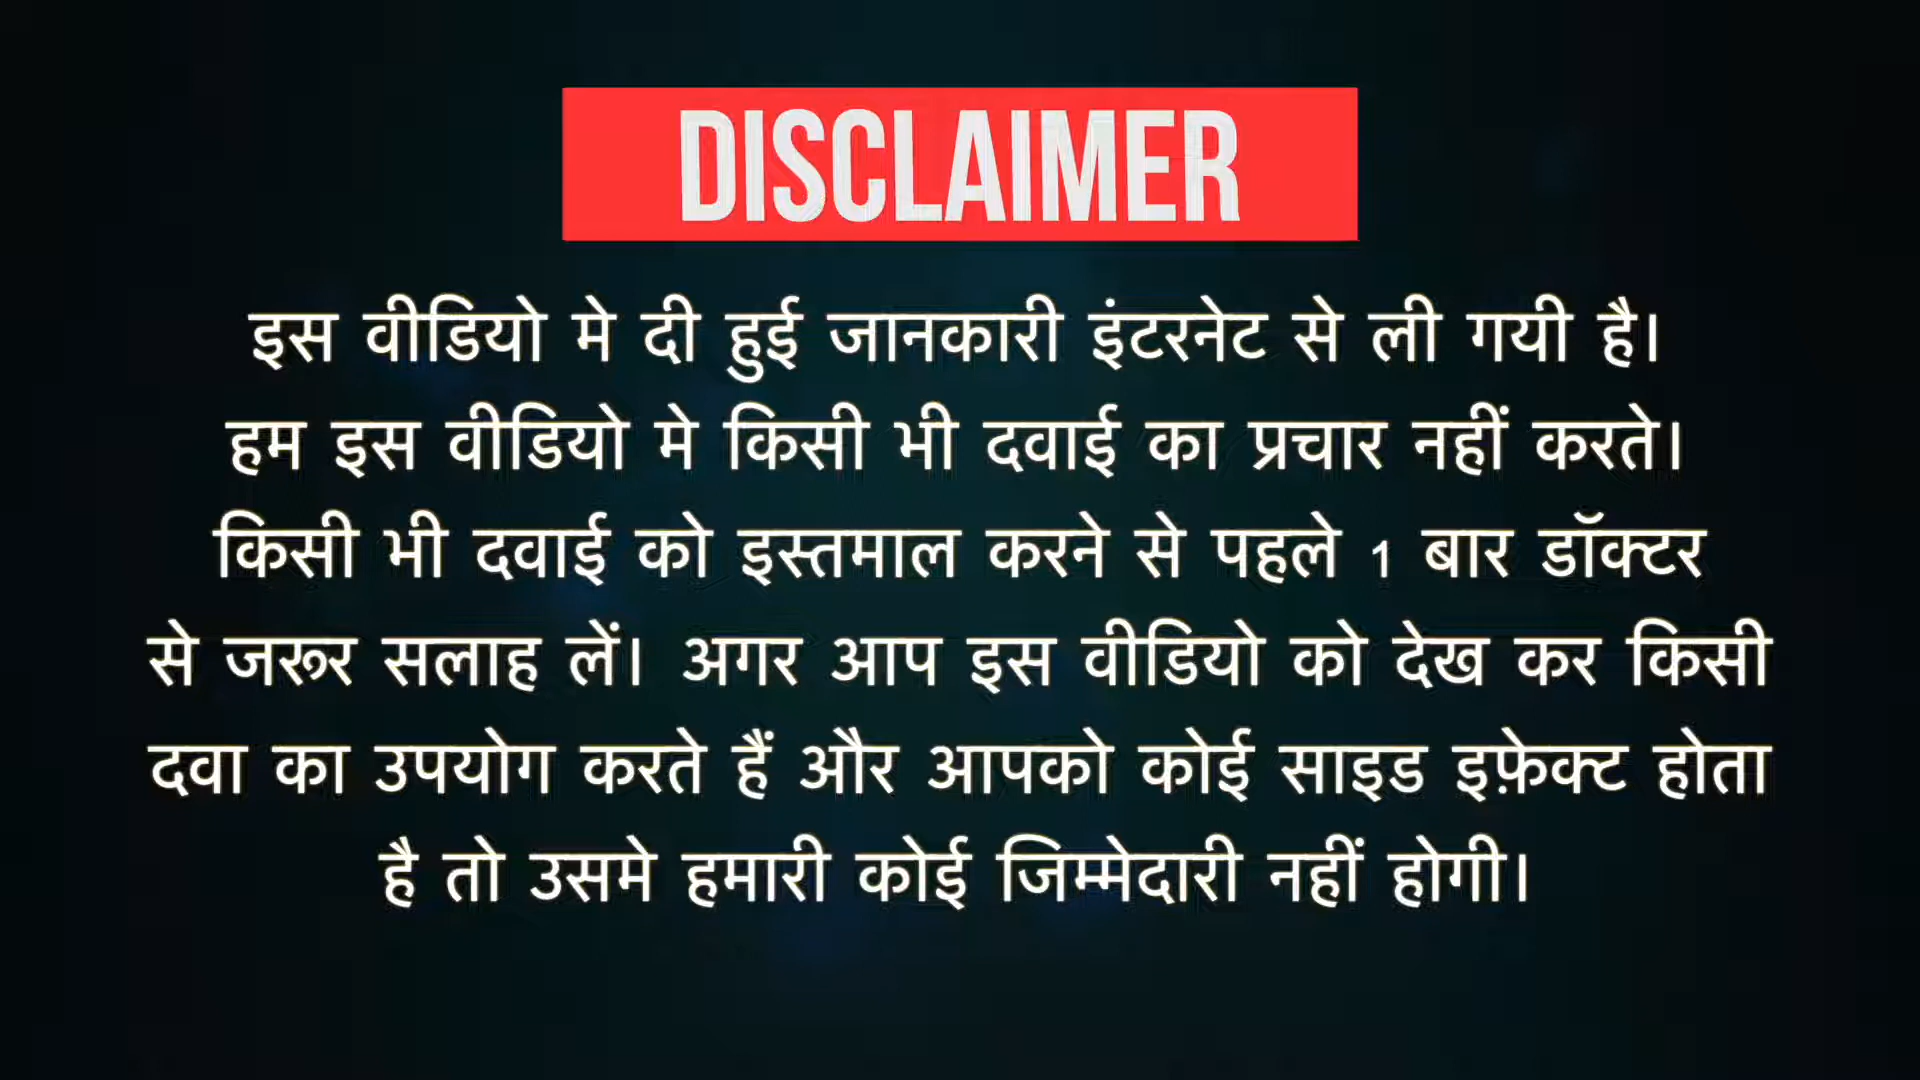 DISCLAIMER
इस वीडियो मे दी हुई जानकारी इंटरनेट से ली गयी है।
हम इस वीडियो मे किसी भी दवाई का प्रचार नहीं करते।
किसी भी दवाई को इस्तमाल करने से पहले 1 बार डॉक्टर
से जरूर सलाह लें। अगर आप इस वीडियो को देख कर किसी
दवा का उपयोग करते हैं और आपको कोई साइड इफ़ेक्ट होता
है तो उसमे हमारी कोई जिम्मेदारी नहीं होगी।